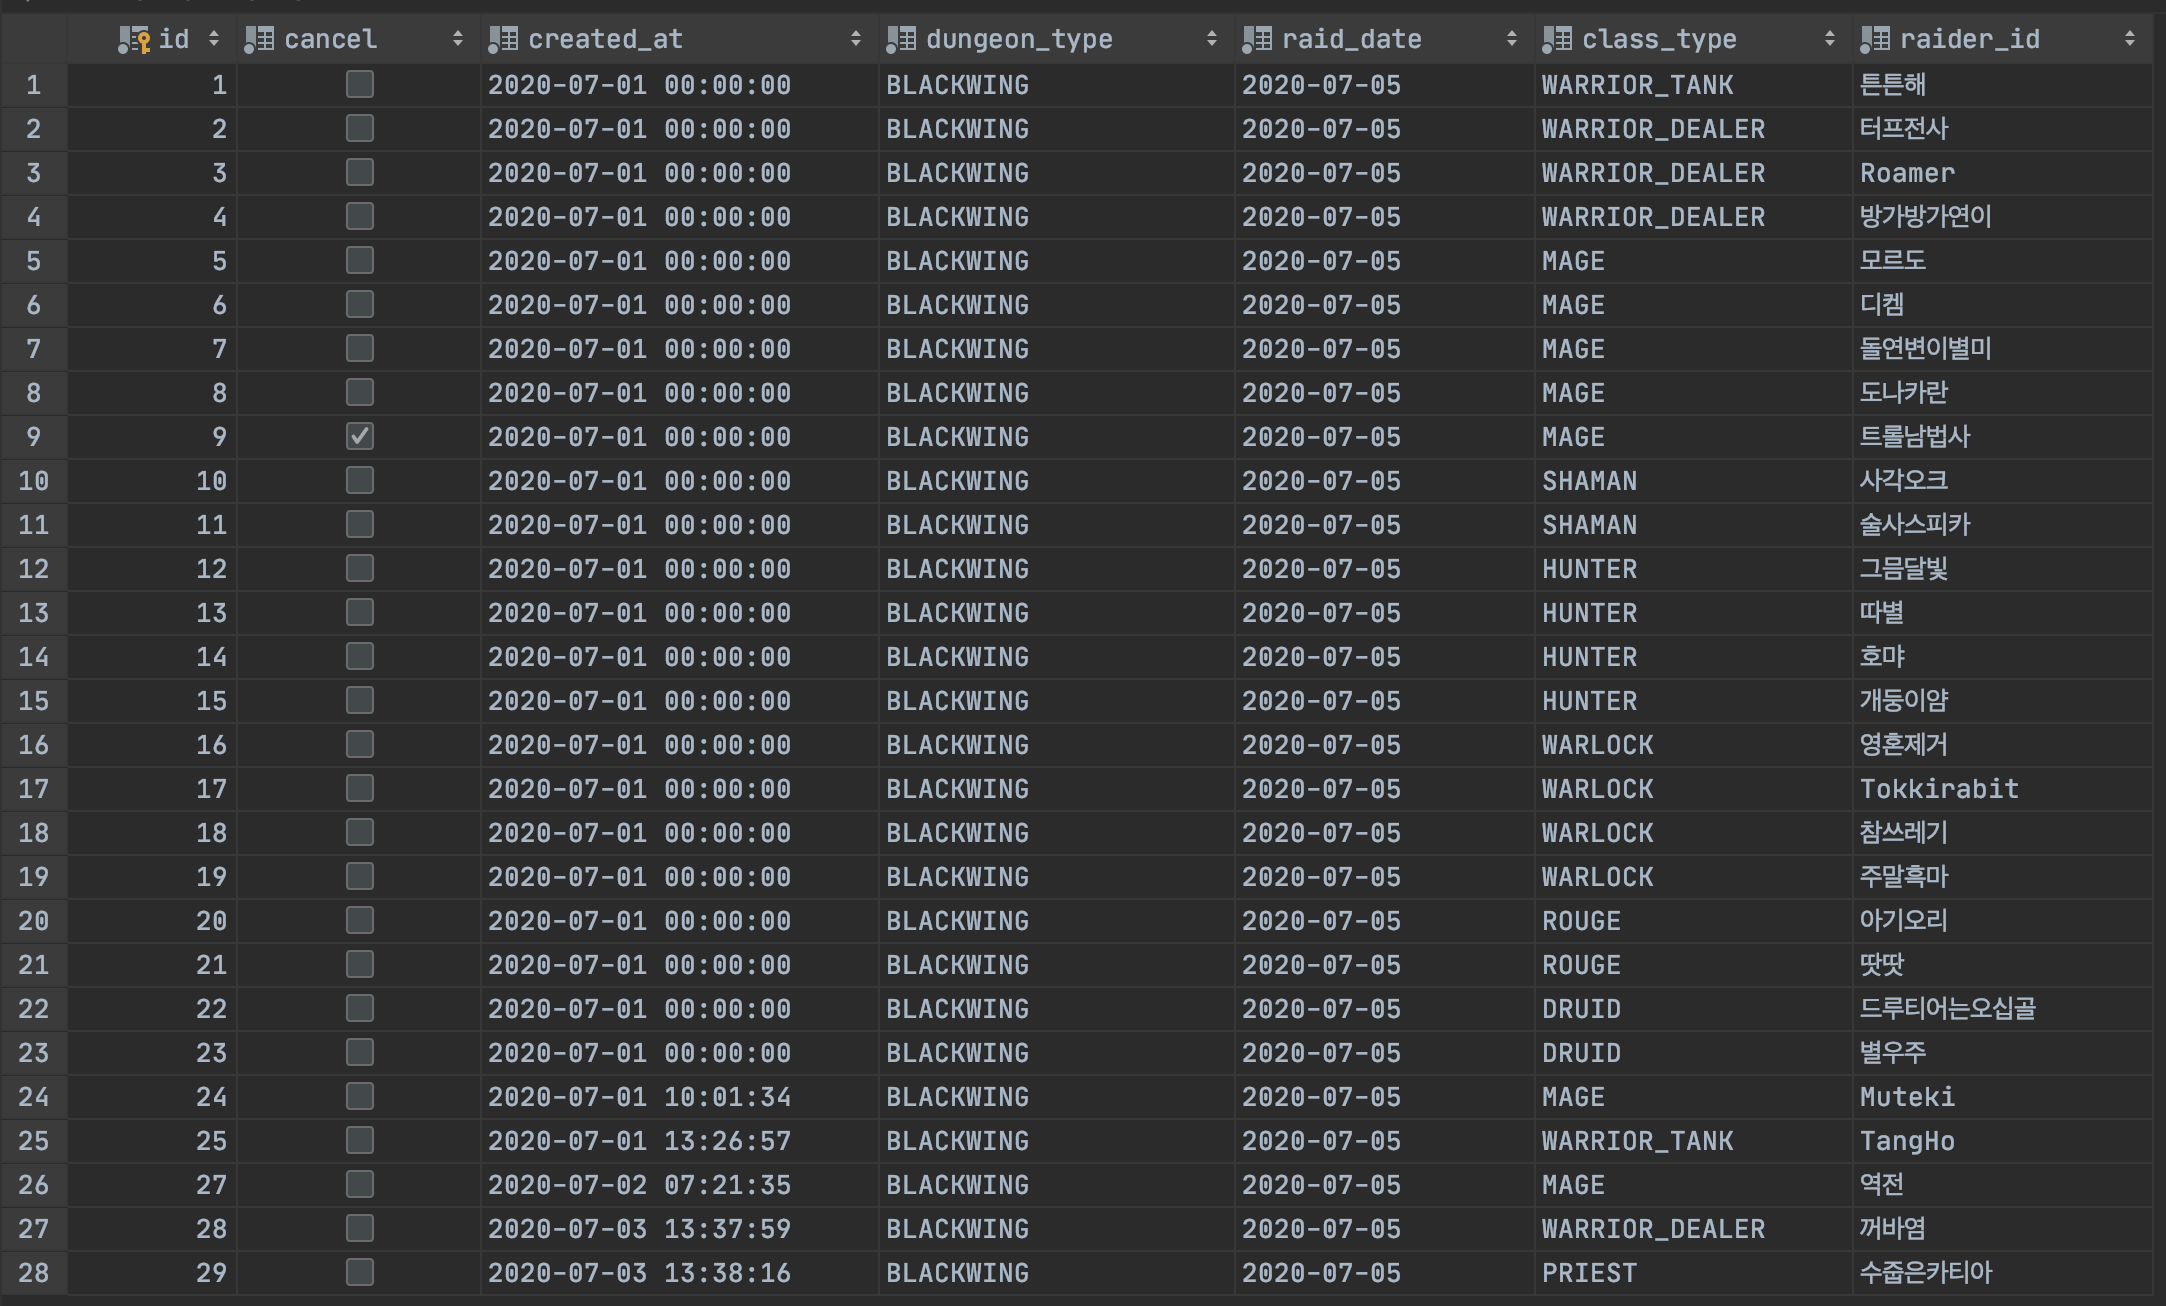 id cancel created_at dungeon_type raid_date class_type raider_id
1 1 2020-07-01 00:00:00 BLACKWING 2020-07-05 WARRIOR_TANK 튼튼해
2 2 2020-07-01 00:00:00 BLACKWING 2020-07-05 WARRIOR_DEALER 터프전사
3 3 2020-07-01 00:00:00 BLACKWING 2020-07-05 WARRIOR_DEALER Roamer
4 4 2020-07-01 00:00:00 BLACKWING 2020-07-05 WARRIOR_DEALER 방가방가연이
5 5 2020-07-01 00:00:00 BLACKWING 2020-07-05 MAGE 모르도
6 6 2020-07-01 00:00:00 BLACKWING 2020-07-05 MAGE 디켐
7 7 2020-07-01 00:00:00 BLACKWING 2020-07-05 MAGE 돌연변이별미
8 8 2020-07-01 00:00:00 BLACKWING 2020-07-05 MAGE 도나카란
9 9 2020-07-01 00:00:00 BLACKWING 2020-07-05 MAGE 트롤남법사
10 10 2020-07-01 00:00:00 BLACKWING 2020-07-05 SHAMAN 사각오크
11 11 2020-07-01 00:00:00 BLACKWING 2020-07-05 SHAMAN 술사스피카
12 12 2020-07-01 00:00:00 BLACKWING 2020-07-05 HUNTER 그믐달빛
13 13 2020-07-01 00:00:00 BLACKWING 2020-07-05 HUNTER 따별
14 14 2020-07-01 00:00:00 BLACKWING 2020-07-05 HUNTER 호먀
15 15 2020-07-01 00:00:00 BLACKWING 2020-07-05 HUNTER 개둥이얌
16 16 2020-07-01 00:00:00 BLACKWING 2020-07-05 WARLOCK 영혼제거
17 17 2020-07-01 00:00:00 BLACKWING 2020-07-05 WARLOCK Tokkirabit
18 18 2020-07-01 00:00:00 BLACKWING 2020-07-05 WARLOCK 참쓰레기
19 19 2020-07-01 00:00:00 BLACKWING 2020-07-05 WARLOCK 주말흑마
20 20 2020-07-01 00:00:00 BLACKWING 2020-07-05 ROUGE 아기오리
21 21 2020-07-01 00:00:00 BLACKWING 2020-07-05 ROUGE 땃땃
22 22 2020-07-01 00:00:00 BLACKWING 2020-07-05 DRUID 드루티어는오십골
23 23 2020-07-01 00:00:00 BLACKWING 2020-07-05 DRUID 별우주
24 24 2020-07-01 10:01:34 BLACKWING 2020-07-05 MAGE Muteki
25 25 2020-07-01 13:26:57 BLACKWING 2020-07-05 WARRIOR_TANK TangHo
26 27 2020-07-02 07:21:35 BLACKWING 2020-07-05 MAGE 역전
27 28 2020-07-03 13:37:59 BLACKWING 2020-07-05 WARRIOR_DEALER 꺼바염
28 29 2020-07-03 13:38:16 BLACKWING 2020-07-05 PRIEST 수줍은카티아